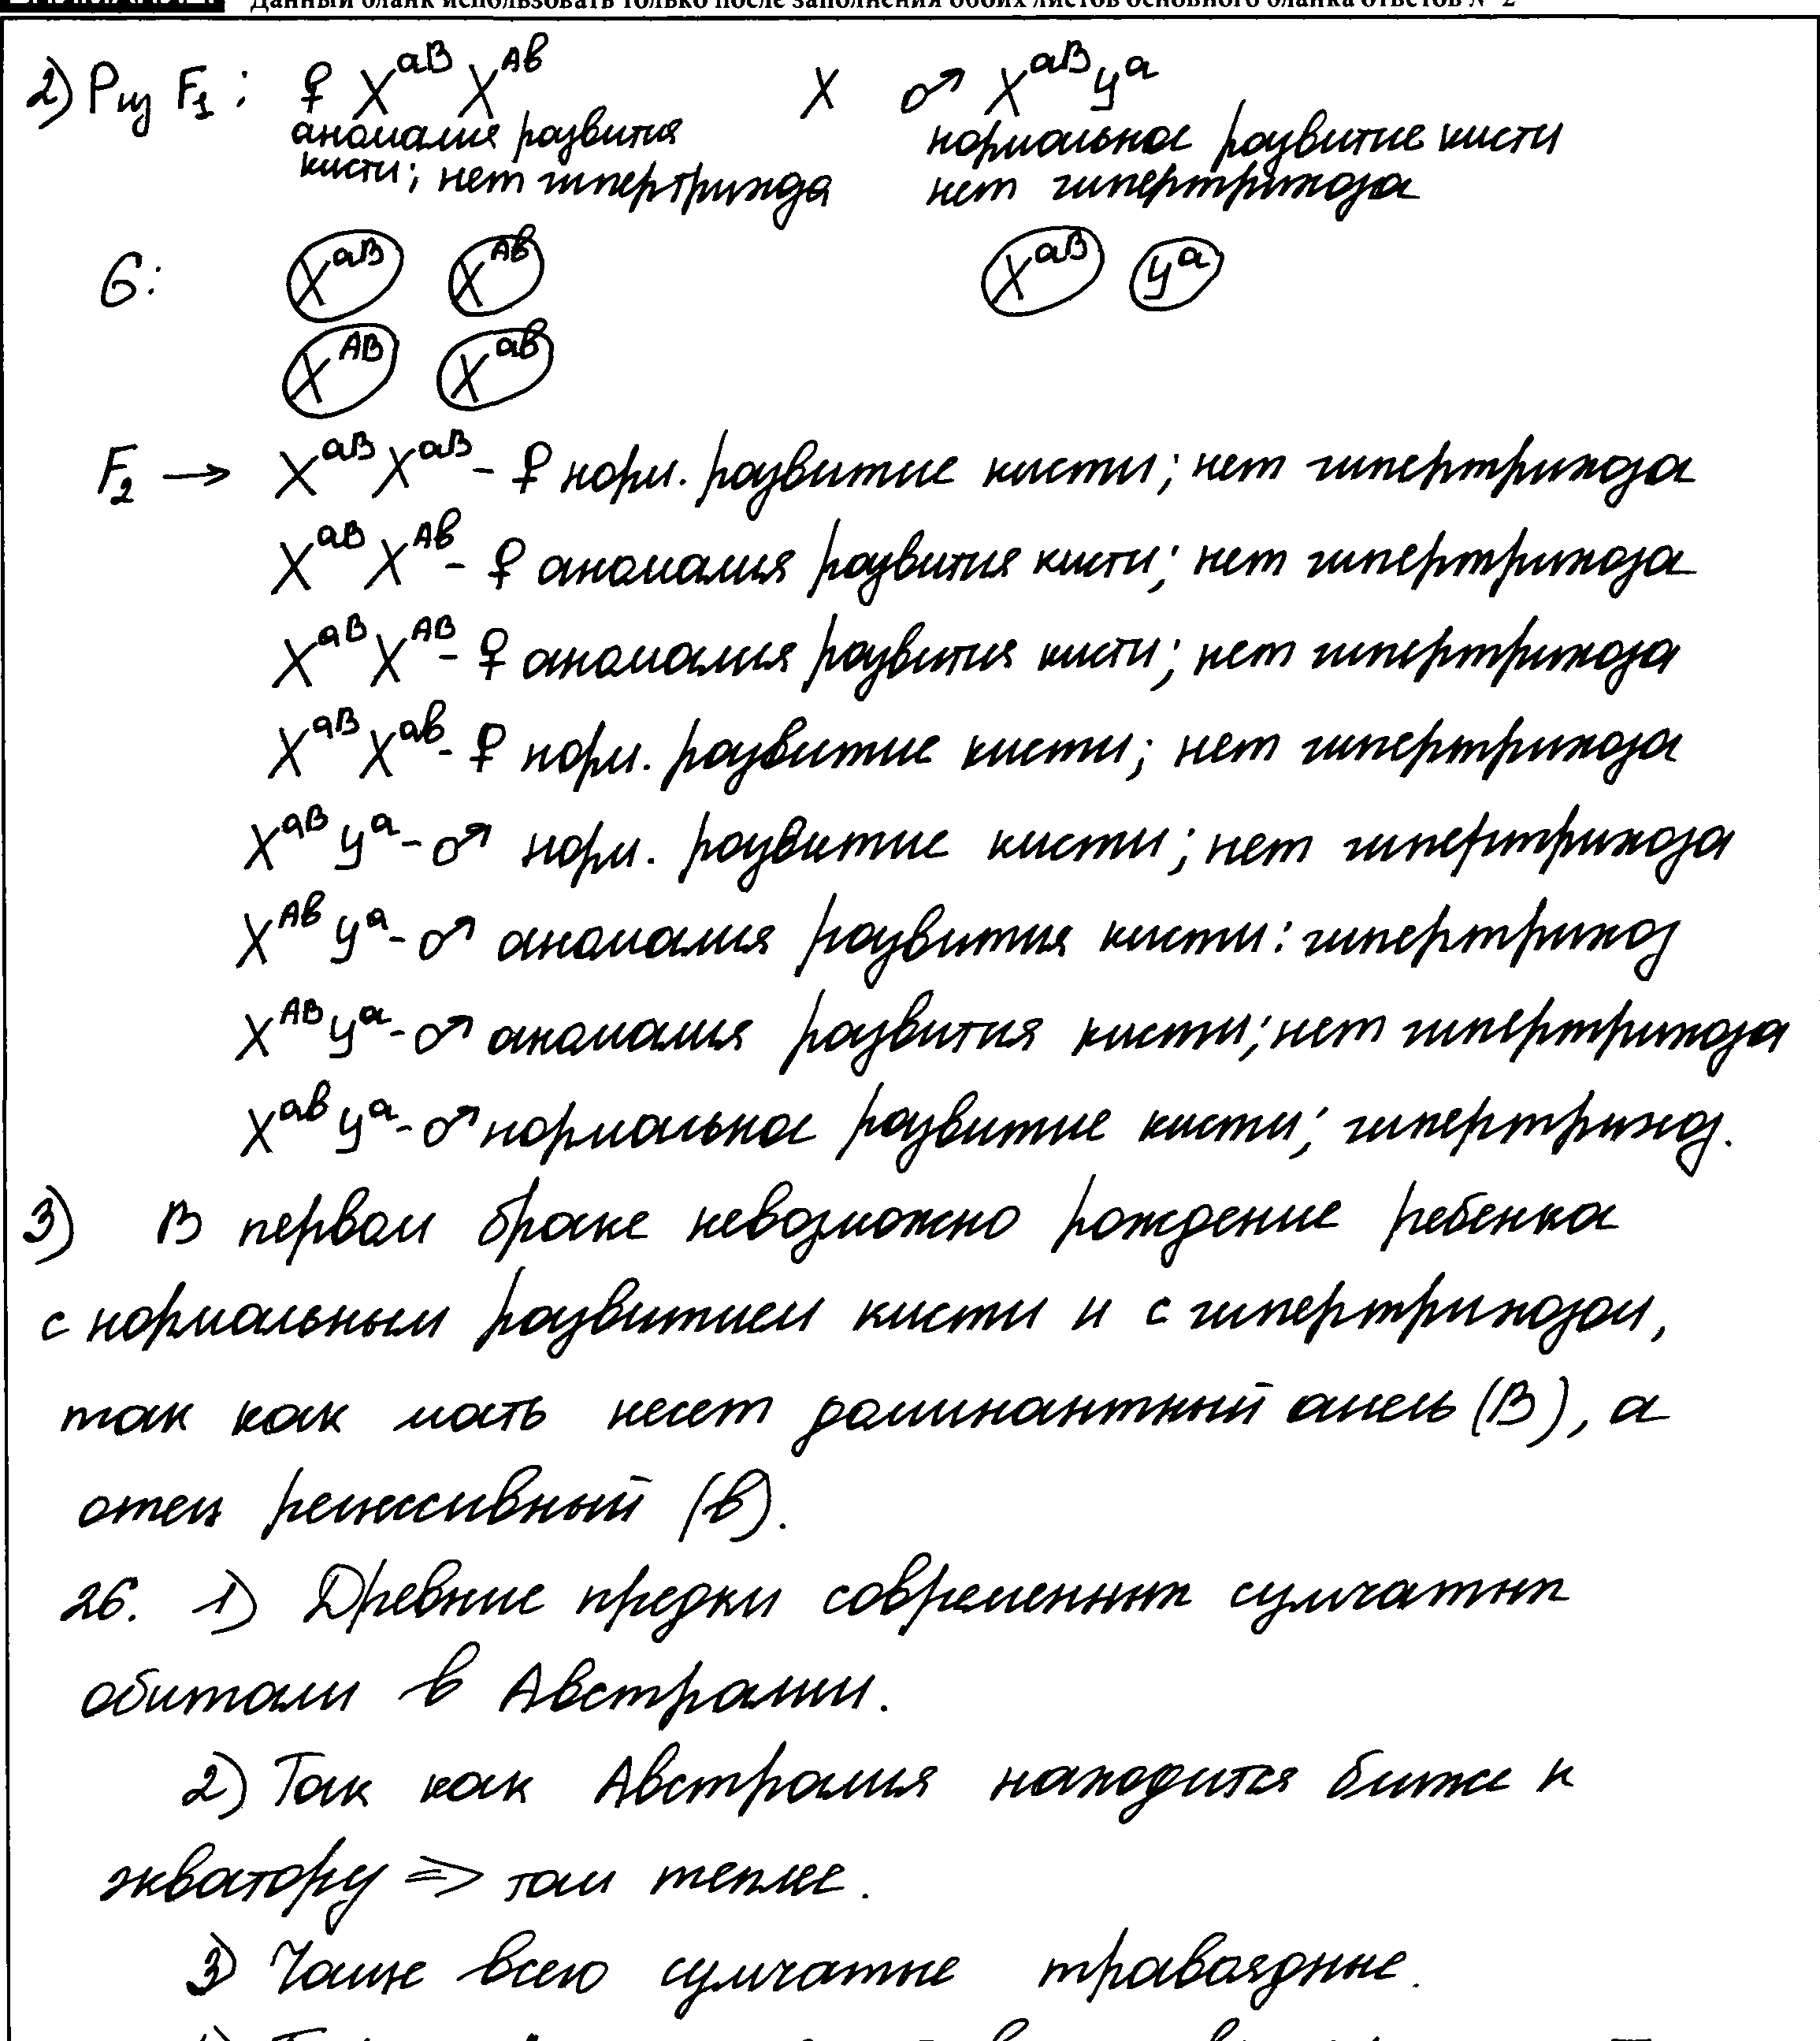 Данный бланк использовать только после заполнения обоих листов основного бланка ответов № 2
2) P из F₁ : ♀ X^aB X^Ab X ♂ X^aB Y^a
аномалия развития нормальное развитие кисти
кисти; нет гипертрихоза нет гипертрихоза
G: X^aB X^Ab X^aB Y^a
X^AB X^ab
F₂ → X^aB X^aB - ♀ норм. развитие кисти; нет гипертрихоза
X^aB X^Ab - ♀ аномалия развития кисти; нет гипертрихоза
X^aB X^AB - ♀ аномалия развития кисти; нет гипертрихоза
X^aB X^ab - ♀ норм. развитие кисти; нет гипертрихоза
X^aB Y^a - ♂ норм. развитие кисти; нет гипертрихоза
X^Ab Y^a - ♂ аномалия развития кисти: гипертрихоз
X^AB Y^a - ♂ аномалия развития кисти; нет гипертрихоза
X^ab Y^a - ♂ нормальное развитие кисти; гипертрихоз.
3) В первом браке невозможно рождение ребенка
с нормальным развитием кисти и с гипертрихозом,
так как мать несет доминантный алель (В), а
отец рецессивный (в).
26. 1) Древние предки современных сумчатых
обитали в Австралии.
2) Так как Австралия находится ближе к
экватору => там теплее.
3) Чаще всего сумчатые травоядные.